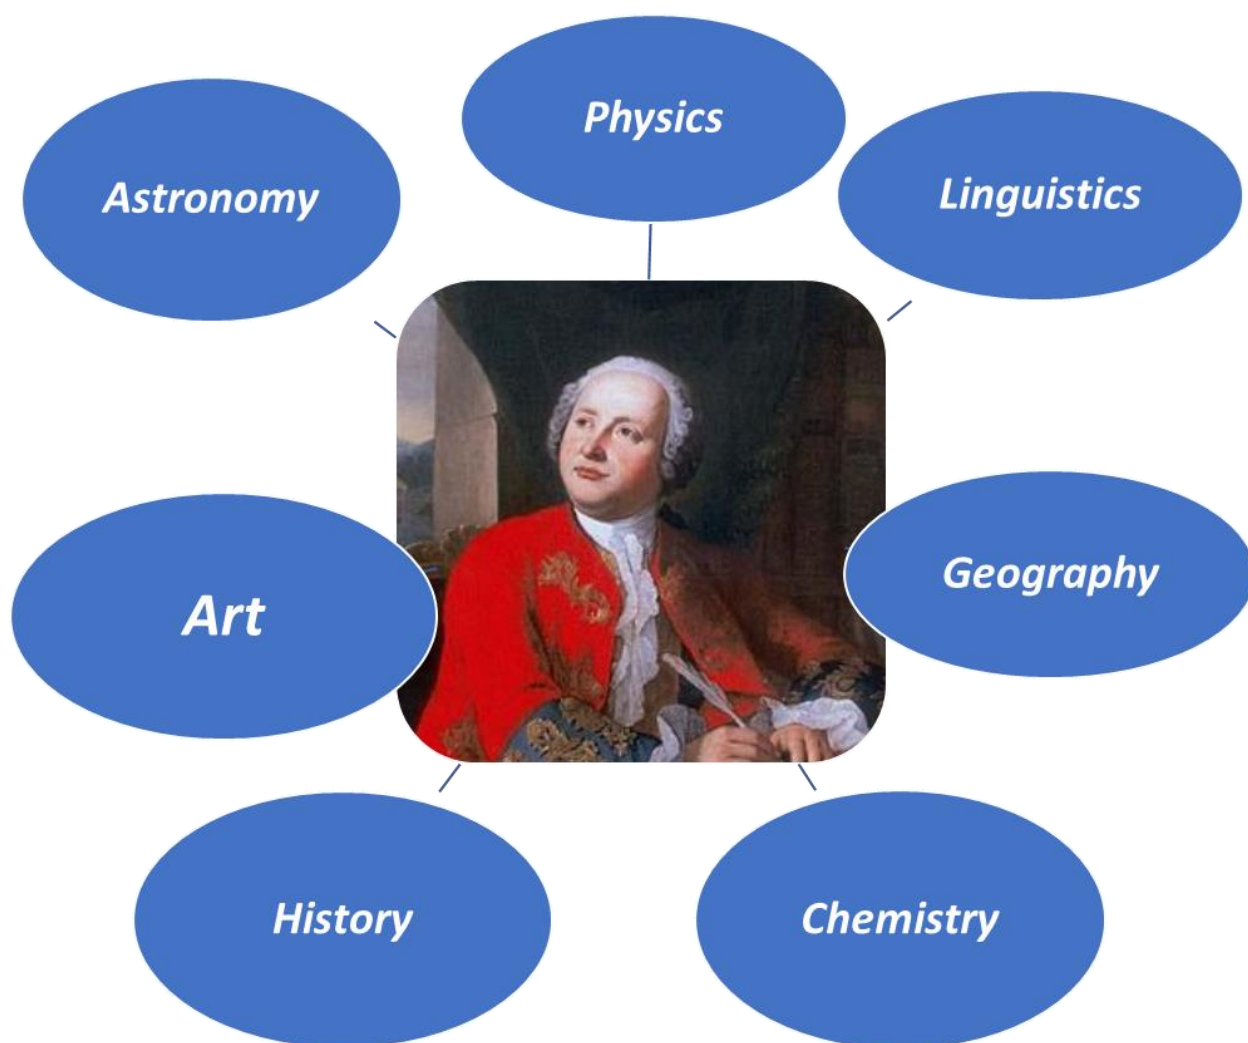 Physics
Astronomy
Linguistics
Geography
Art
History
Chemistry